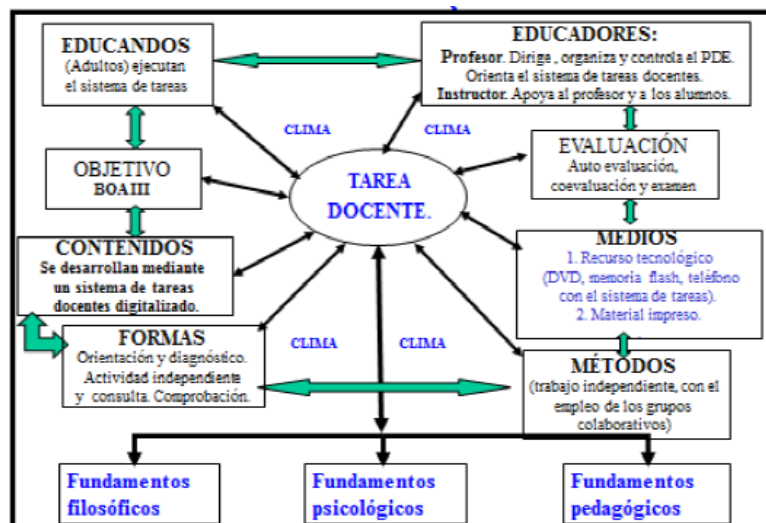 EDUCANDOS
(Adultos) ejecutan
el sistema de tareas
EDUCADORES:
Profesor. Dirige , organiza y controla el PDE.
Orienta el sistema de tareas docentes.
Instructor. Apoya al profesor y a los alumnos.
CLIMA
CLIMA
OBJETIVO
BOA III
TAREA
DOCENTE.
EVALUACIÓN
Auto evaluación,
coevaluación y examen
CONTENIDOS
Se desarrollan mediante
un sistema de tareas
docentes digitalizado.
MEDIOS
1. Recurso tecnológico
(DVD, memoria flash, teléfono
con el sistema de tareas).
2. Material impreso.
FORMAS
Orientación y diagnóstico.
Actividad independiente
y consulta. Comprobación.
CLIMA
CLIMA
MÉTODOS
(trabajo independiente, con el
empleo de los grupos
colaborativos)
Fundamentos
filosóficos
Fundamentos
psicológicos
Fundamentos
pedagógicos